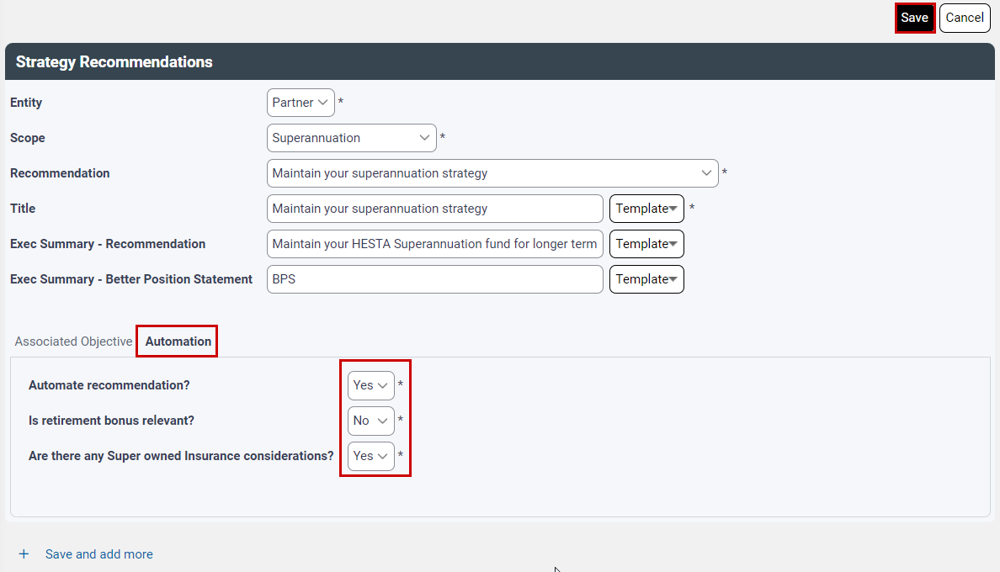 Save Cancel
Strategy Recommendations
Entity Partner *
Scope Superannuation *
Recommendation Maintain your superannuation strategy *
Title Maintain your superannuation strategy Template *
Exec Summary - Recommendation Maintain your HESTA Superannuation fund for longer term Template
Exec Summary - Better Position Statement BPS Template
Associated Objective Automation
Automate recommendation? Yes *
Is retirement bonus relevant? No *
Are there any Super owned Insurance considerations? Yes *
+ Save and add more